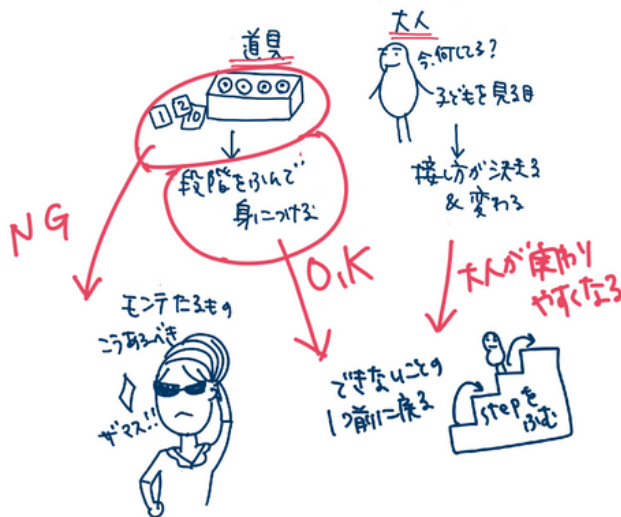 道具
1
2
10
段階をふんで
身につける
大人
今、何してる?
子どもを見る目
接し方が決まる
&変わる
NG
O,K
大人が関わり
やすくなる
モンテたるもの
こうあるべき
ザマス!!
できないことの
1つ前に戻る
stepを
ふむ